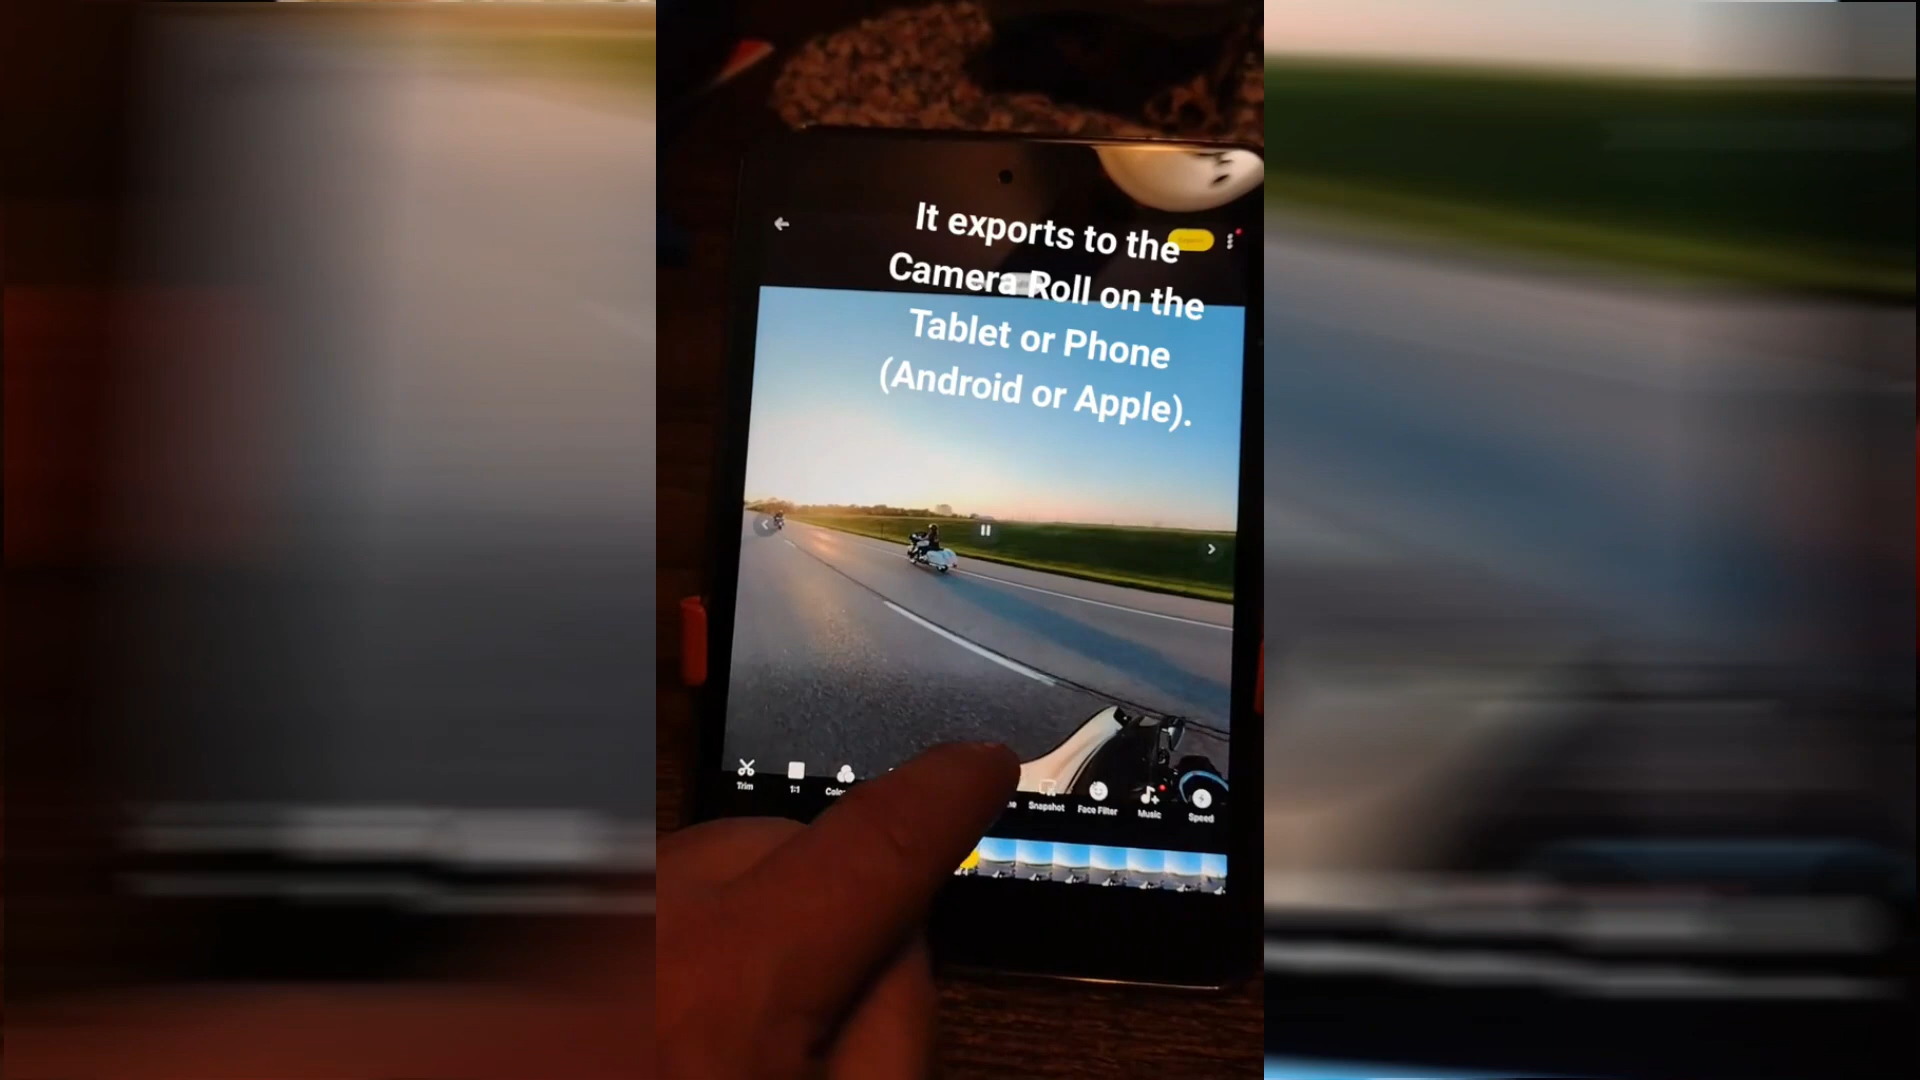 It exports to the
Camera Roll on the
Tablet or Phone
(Android or Apple).
Trim
1:1
Snapshot
Face Filter
Music
Speed